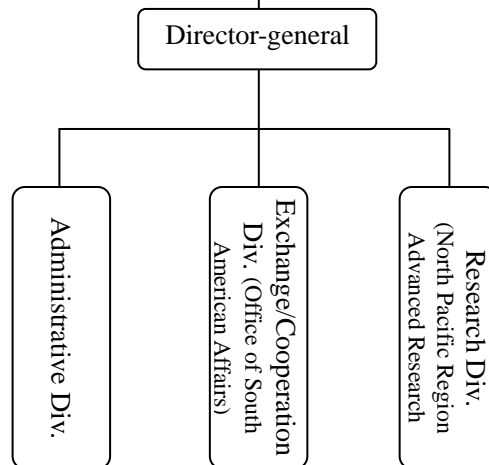 Director-general
Administrative Div.
Exchange/Cooperation
Div. (Office of South
American Affairs)
Research Div.
(North Pacific Region
Advanced Research